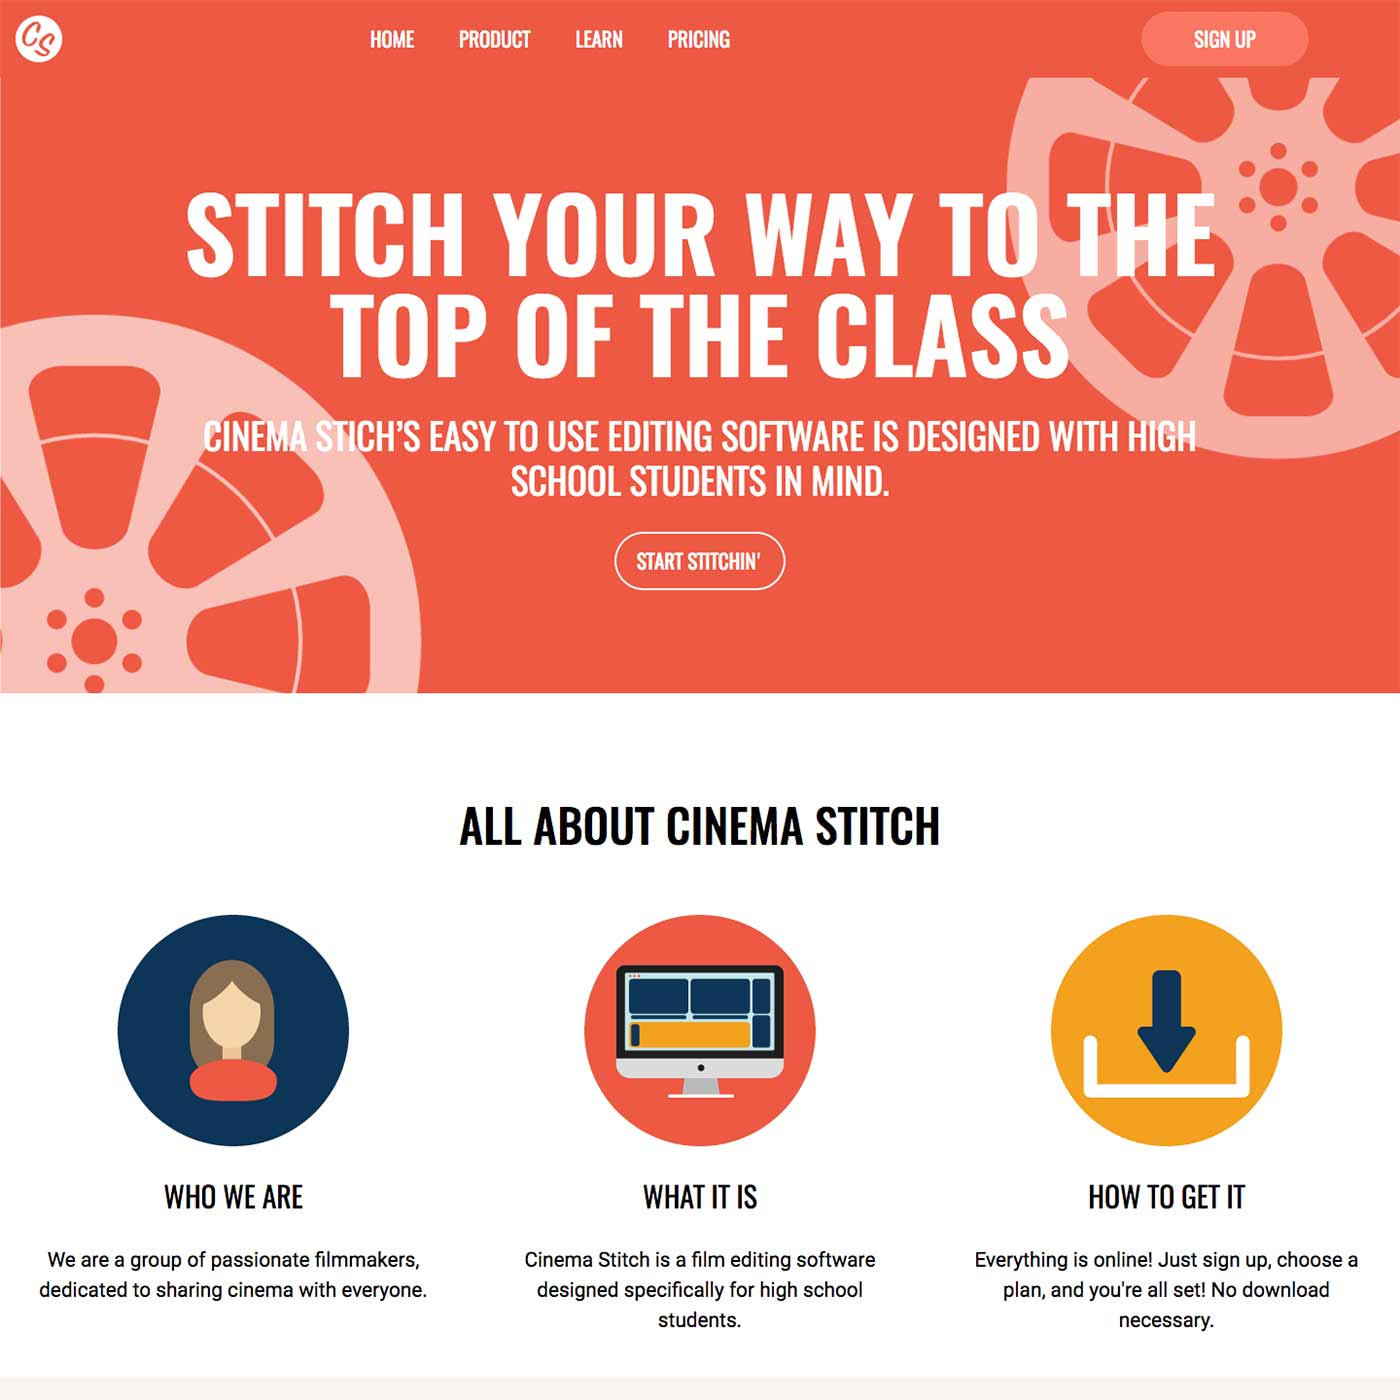 CS
HOME PRODUCT LEARN PRICING SIGN UP
STITCH YOUR WAY TO THE
TOP OF THE CLASS
CINEMA STICH’S EASY TO USE EDITING SOFTWARE IS DESIGNED WITH HIGH
SCHOOL STUDENTS IN MIND.
START STITCHIN'
ALL ABOUT CINEMA STITCH
WHO WE ARE
We are a group of passionate filmmakers,
dedicated to sharing cinema with everyone.
WHAT IT IS
Cinema Stitch is a film editing software
designed specifically for high school
students.
HOW TO GET IT
Everything is online! Just sign up, choose a
plan, and you're all set! No download
necessary.